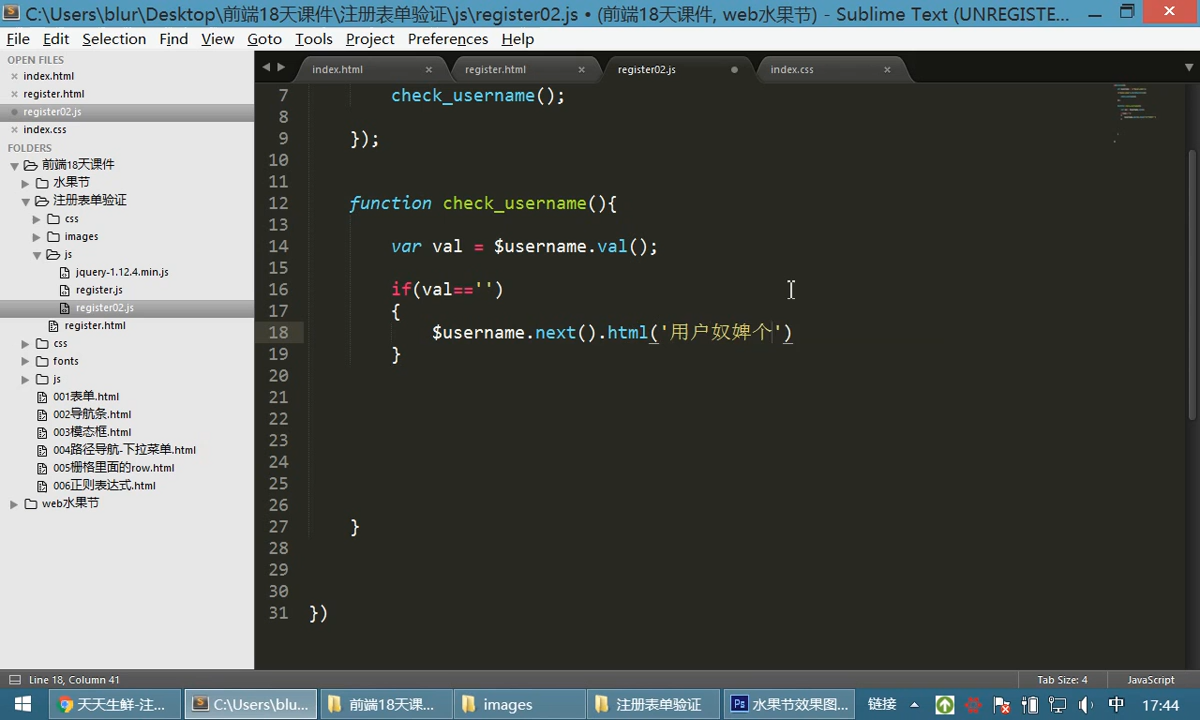 C:\Users\blur\Desktop\前端18天课件\注册表单验证\js\register02.js • (前端18天课件, web水果节) - Sublime Text (UNREGISTE...
File Edit Selection Find View Goto Tools Project Preferences Help
OPEN FILES
index.html
register.html
register02.js
index.css
FOLDERS
前端18天课件
水果节
注册表单验证
css
images
js
jquery-1.12.4.min.js
register.js
register02.js
register.html
css
fonts
js
001表单.html
002导航条.html
003模态框.html
004路径导航-下拉菜单.html
005栅格里面的row.html
006正则表达式.html
web水果节
index.html register.html register02.js index.css
7 check_username();
8
9 });
10
11
12 function check_username(){
13
14 var val = $username.val();
15
16 if(val=='')
17 {
18 $username.next().html('用户奴婢个')
19 }
20
21
22
23
24
25
26
27 }
28
29
30
31 })
Line 18, Column 41 Tab Size: 4 JavaScript
天天生鲜-注... C:\Users\blu... 前端18天课... images 注册表单验证 水果节效果图... 链接 中 17:44